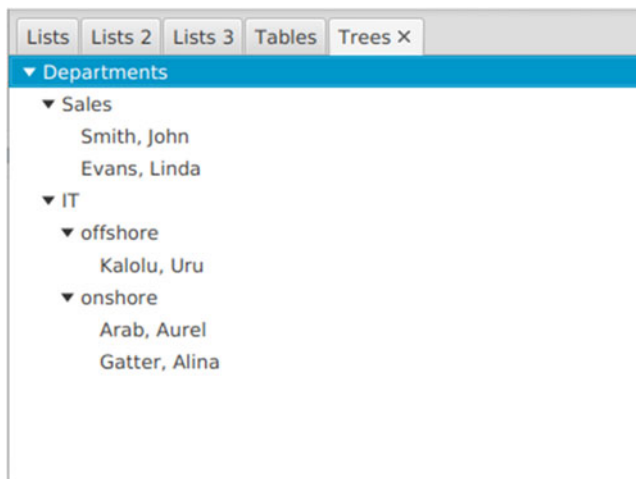 Lists Lists 2 Lists 3 Tables Trees ×
Departments
Sales
Smith, John
Evans, Linda
IT
offshore
Kalolu, Uru
onshore
Arab, Aurel
Gatter, Alina